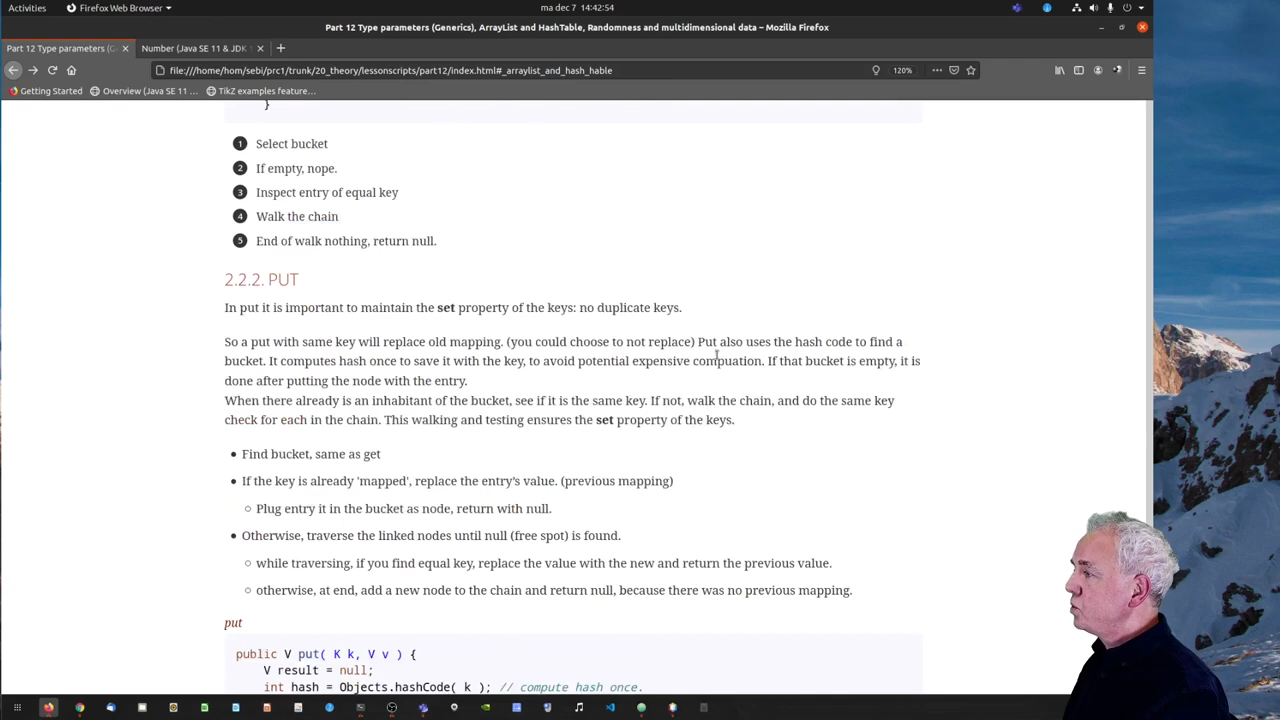 Activities
Firefox Web Browser
ma dec 7 14:42:54
Part 12 Type parameters (Generics), ArrayList and HashTable, Randomness and multidimensional data – Mozilla Firefox
Part 12 Type parameters (G
Number (Java SE 11 & JDK
file:///home/hom/sebi/prc1/trunk/20_theory/lessonscripts/part12/index.html#_arraylist_and_hash_hable
120%
Getting Started
Overview (Java SE 11 ...
TikZ examples feature...
}
1 Select bucket
2 If empty, nope.
3 Inspect entry of equal key
4 Walk the chain
5 End of walk nothing, return null.
2.2.2. PUT
In put it is important to maintain the set property of the keys: no duplicate keys.
So a put with same key will replace old mapping. (you could choose to not replace) Put also uses the hash code to find a
bucket. It computes hash once to save it with the key, to avoid potential expensive compuation. If that bucket is empty, it is
done after putting the node with the entry.
When there already is an inhabitant of the bucket, see if it is the same key. If not, walk the chain, and do the same key
check for each in the chain. This walking and testing ensures the set property of the keys.
• Find bucket, same as get
• If the key is already 'mapped', replace the entry's value. (previous mapping)
○ Plug entry it in the bucket as node, return with null.
• Otherwise, traverse the linked nodes until null (free spot) is found.
○ while traversing, if you find equal key, replace the value with the new and return the previous value.
○ otherwise, at end, add a new node to the chain and return null, because there was no previous mapping.
put
public V put( K k, V v ) {
V result = null;
int hash = Objects.hashCode( k ); // compute hash once.